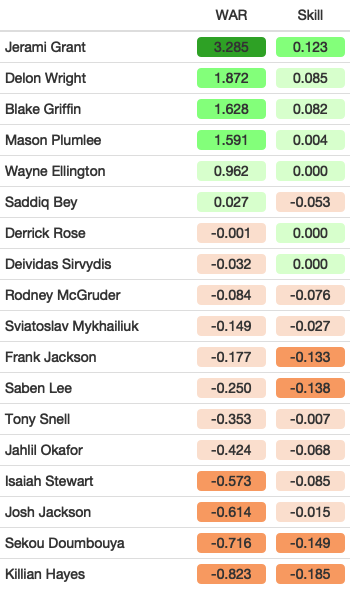 WAR Skill
Jerami Grant 3.285 0.123
Delon Wright 1.872 0.085
Blake Griffin 1.628 0.082
Mason Plumlee 1.591 0.004
Wayne Ellington 0.962 0.000
Saddiq Bey 0.027 -0.053
Derrick Rose -0.001 0.000
Deividas Sirvydis -0.032 0.000
Rodney McGruder -0.084 -0.076
Sviatoslav Mykhailiuk -0.149 -0.027
Frank Jackson -0.177 -0.133
Saben Lee -0.250 -0.138
Tony Snell -0.353 -0.007
Jahlil Okafor -0.424 -0.068
Isaiah Stewart -0.573 -0.085
Josh Jackson -0.614 -0.015
Sekou Doumbouya -0.716 -0.149
Killian Hayes -0.823 -0.185